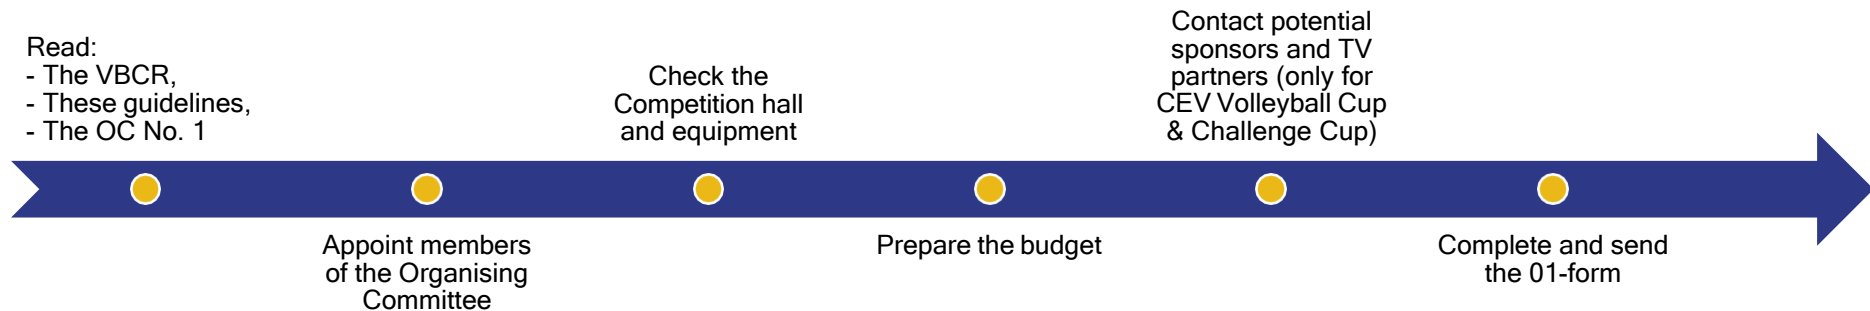 Read:
- The VBCR,
- These guidelines,
- The OC No. 1
Appoint members
of the Organising
Committee
Check the
Competition hall
and equipment
Prepare the budget
Contact potential
sponsors and TV
partners (only for
CEV Volleyball Cup
& Challenge Cup)
Complete and send
the 01-form